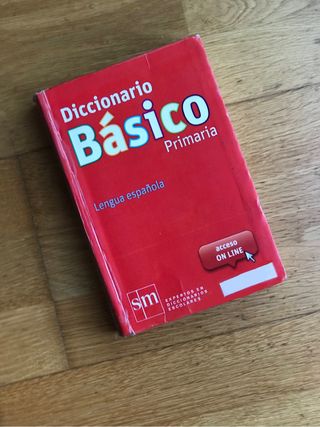 Diccionario
Básico
Primaria
Lengua española
acceso
ON LINE
sm
EXPERTOS EN
DICCIONARIOS
ESCOLARES